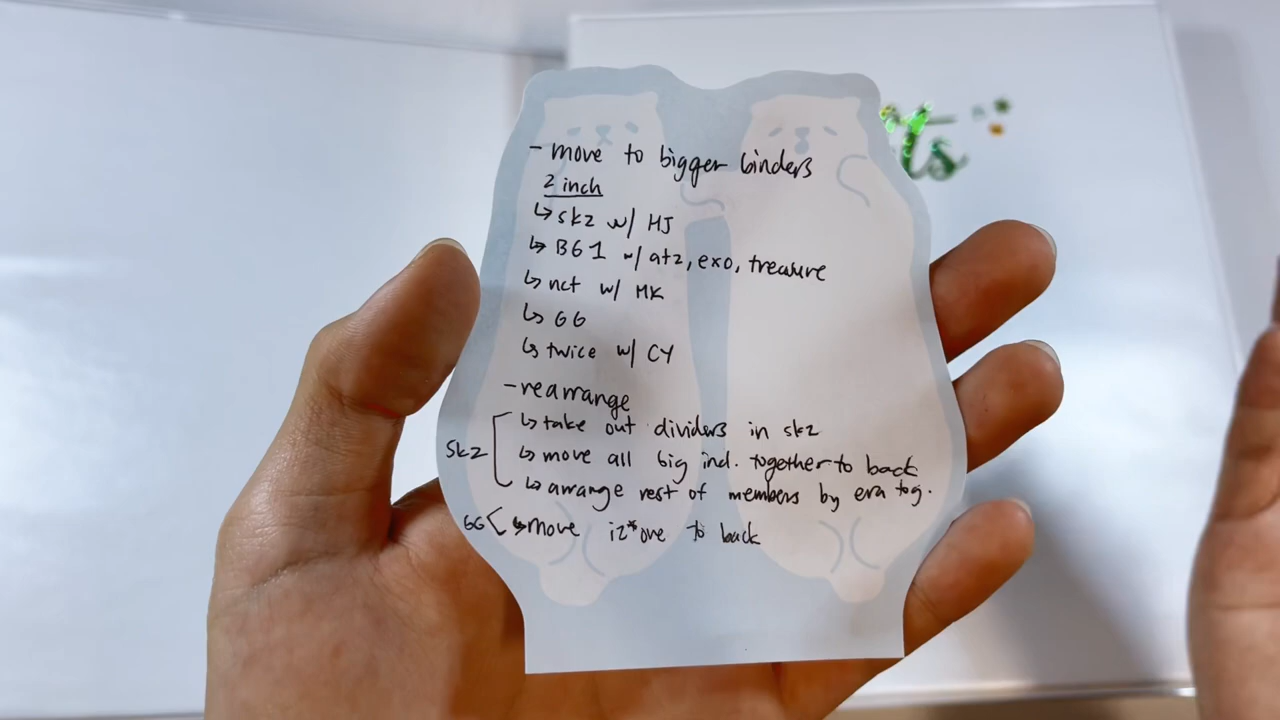 - move to bigger binders
2 inch
↳ skz w/ HJ
↳ BG1 w/ atz, exo, treasure
↳ nct w/ MK
↳ GG
↳ twice w/ CY
- rearrange
↳ take out dividers in skz
skz [ ↳ move all big ind. together to back
↳ arrange rest of members by era tog.
GG < ↳ move iz*one to back
ts